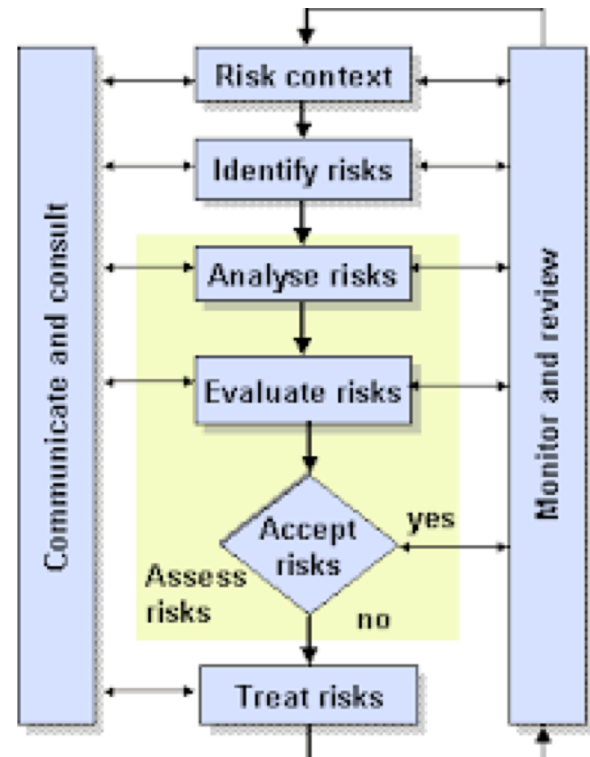 Risk context
Identify risks
Analyse risks
Evaluate risks
Accept
risks
yes
Assess
risks
no
Treat risks
Communicate and consult
Monitor and review